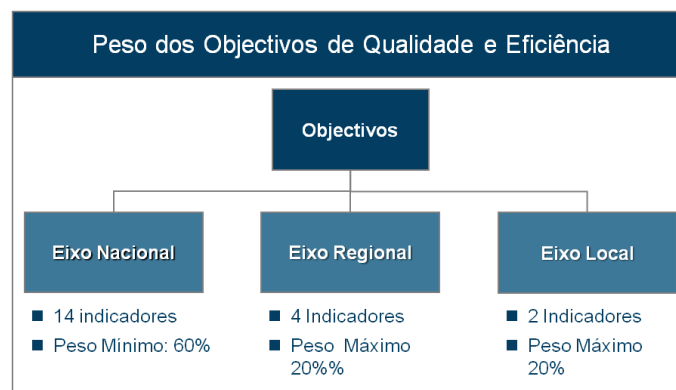 Peso dos Objectivos de Qualidade e Eficiência
Objectivos
Eixo Nacional
Eixo Regional
Eixo Local
■ 14 indicadores
■ Peso Mínimo: 60%
■ 4 Indicadores
■ Peso Máximo
20%%
■ 2 Indicadores
■ Peso Máximo
20%